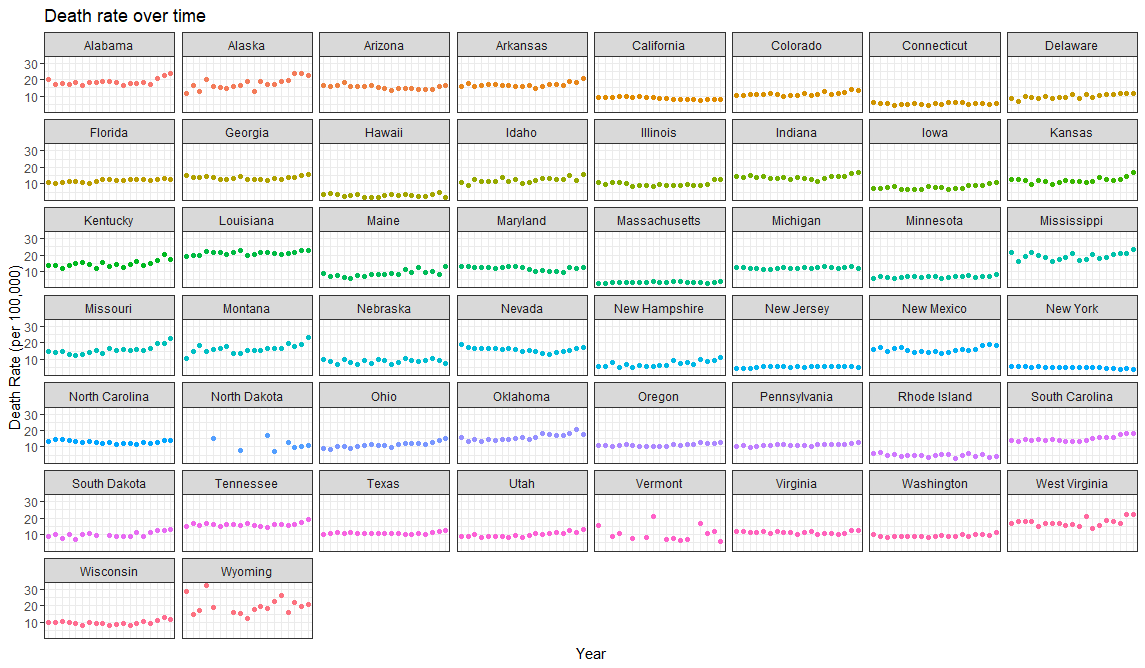 Death rate over time
Alabama Alaska Arizona Arkansas California Colorado Connecticut Delaware
30
20
10
Florida Georgia Hawaii Idaho Illinois Indiana Iowa Kansas
30
20
10
Kentucky Louisiana Maine Maryland Massachusetts Michigan Minnesota Mississippi
30
20
10
Missouri Montana Nebraska Nevada New Hampshire New Jersey New Mexico New York
30
20
10
North Carolina North Dakota Ohio Oklahoma Oregon Pennsylvania Rhode Island South Carolina
30
20
10
South Dakota Tennessee Texas Utah Vermont Virginia Washington West Virginia
30
20
10
Wisconsin Wyoming
30
20
10
Death Rate (per 100,000)
Year